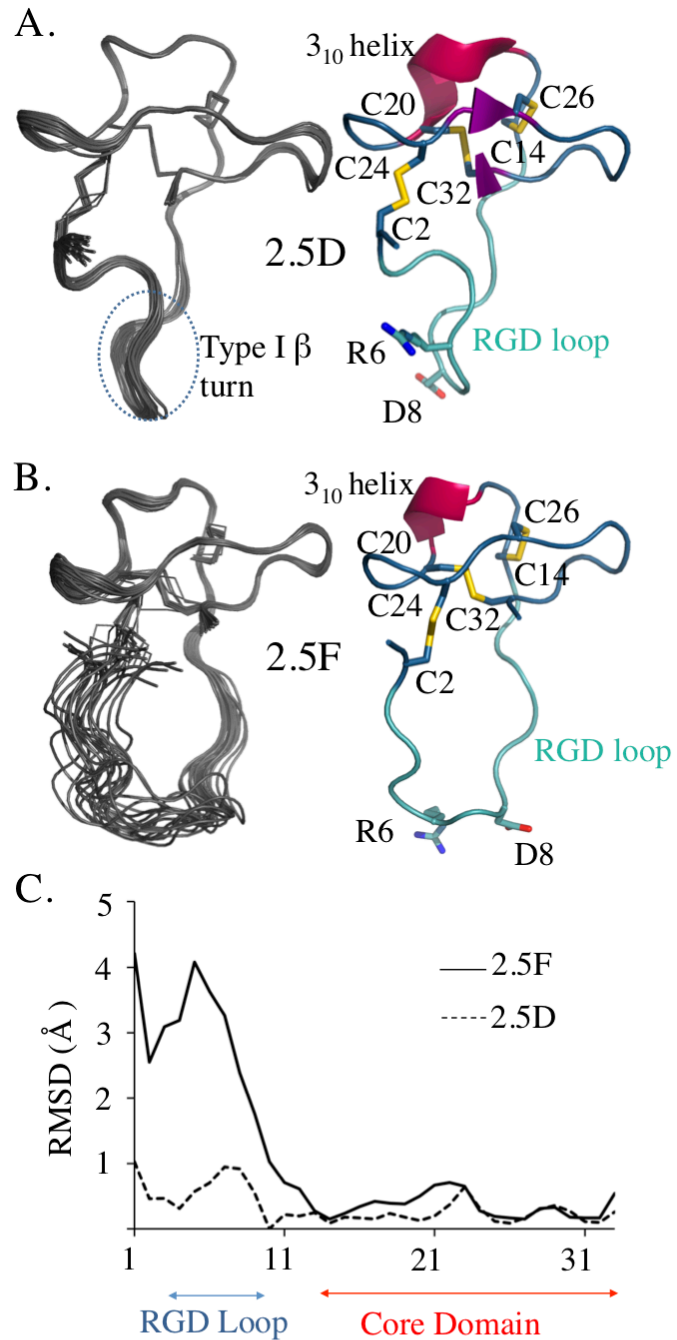 A.
3₁₀ helix
C20
C26
C24
C14
C32
C2
2.5D
Type I β
turn
R6
RGD loop
D8
B.
3₁₀ helix
C26
C20
C14
C24
C32
2.5F
C2
RGD loop
R6
D8
C.
5
4
3
2
1
RMSD (Å)
2.5F
2.5D
1
11
21
31
RGD Loop
Core Domain